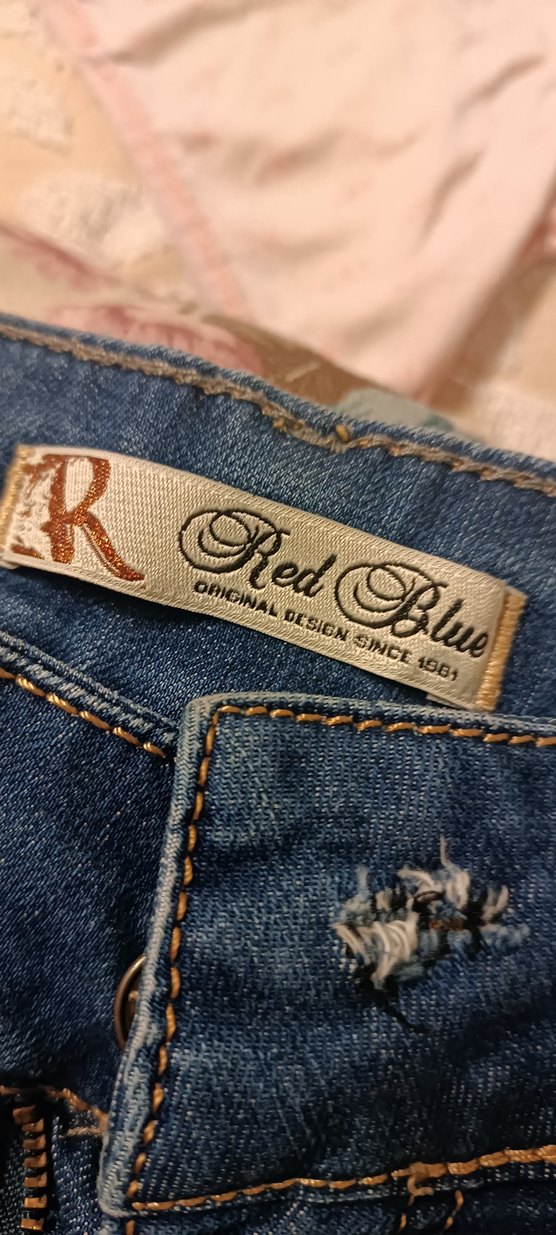 R
Red Blue
ORIGINAL DESIGN SINCE 1981